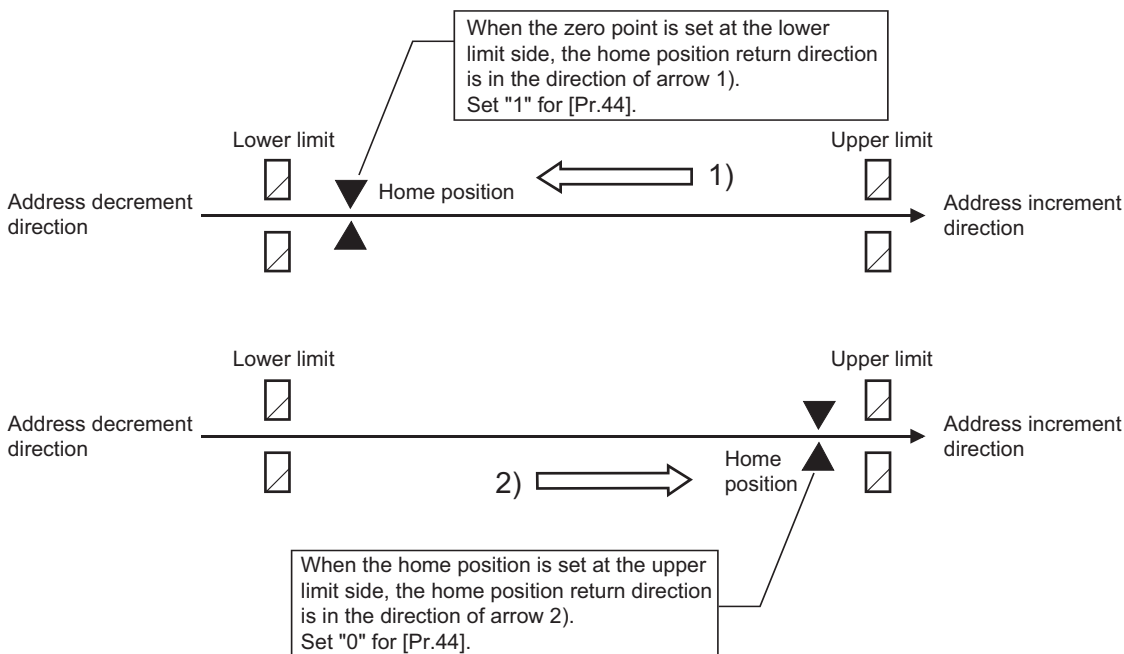 When the zero point is set at the lower
limit side, the home position return direction
is in the direction of arrow 1).
Set "1" for [Pr.44].
Lower limit
Upper limit
1)
Home position
Address decrement
direction
Address increment
direction
Lower limit
Upper limit
Address decrement
direction
Address increment
direction
2)
Home
position
When the home position is set at the upper
limit side, the home position return direction
is in the direction of arrow 2).
Set "0" for [Pr.44].